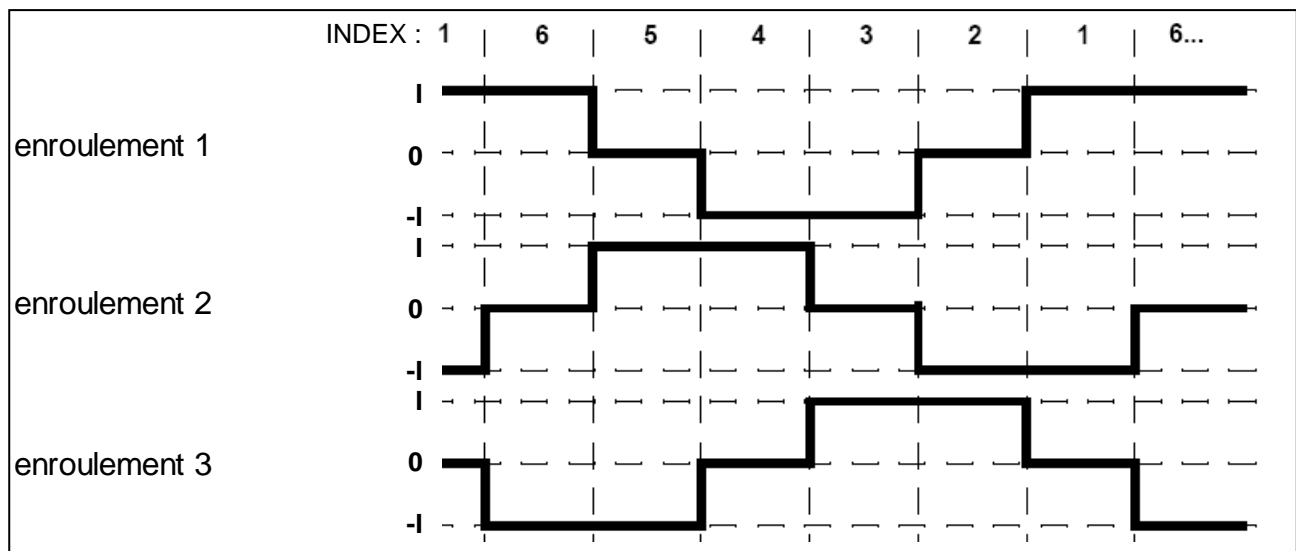 INDEX : 1 6 5 4 3 2 1 6...
I
enroulement 1
0
-I
I
enroulement 2
0
-I
I
enroulement 3
0
-I